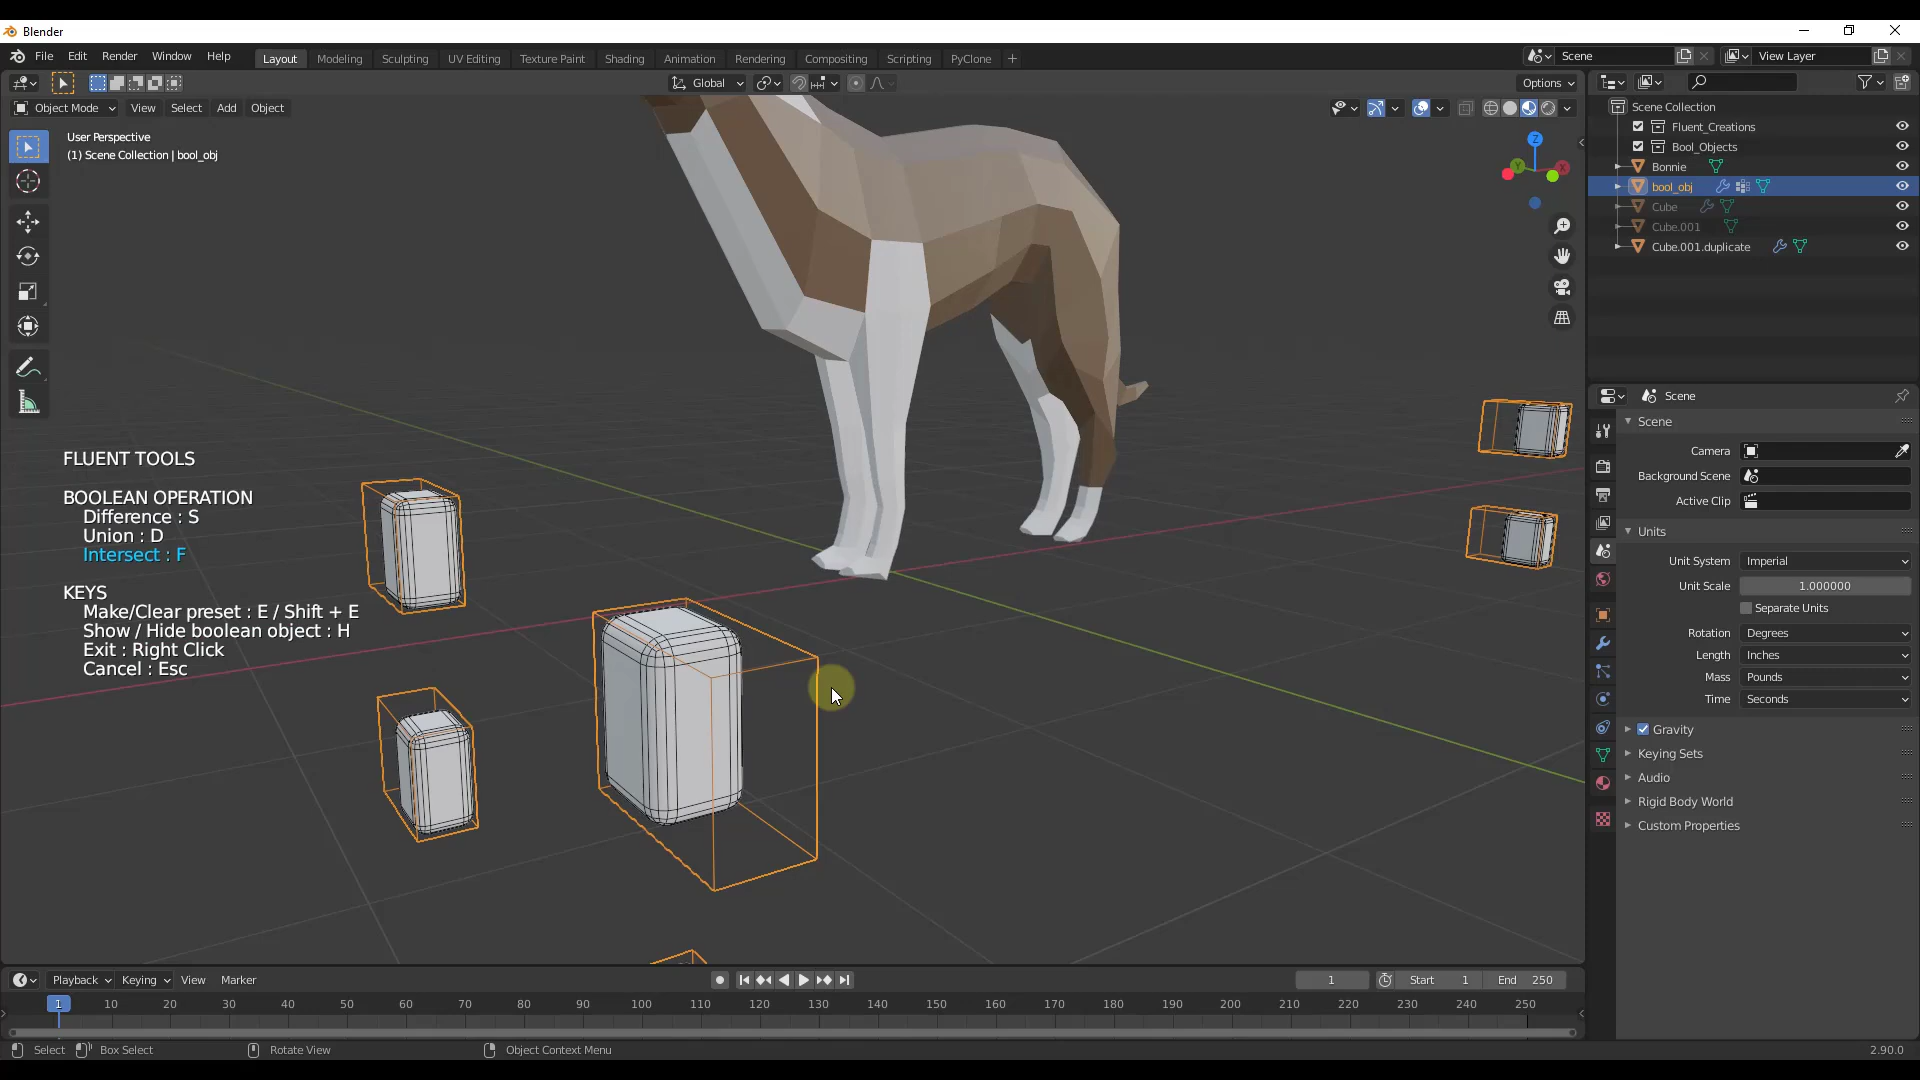 Blender
File Edit Render Window Help
Layout Modeling Sculpting UV Editing Texture Paint Shading Animation Rendering Compositing Scripting PyClone
Scene
View Layer
Global
Options
Object Mode View Select Add Object
User Perspective
(1) Scene Collection | bool_obj
Z
Y
X
Scene Collection
Fluent_Creations
Bool_Objects
Bonnie
bool_obj
Cube
Cube.001
Cube.001.duplicate
FLUENT TOOLS
BOOLEAN OPERATION
Difference : S
Union : D
Intersect : F
KEYS
Make/Clear preset : E / Shift + E
Show / Hide boolean object : H
Exit : Right Click
Cancel : Esc
Scene
Scene
Camera
Background Scene
Active Clip
Units
Unit System Imperial
Unit Scale 1.000000
Separate Units
Rotation Degrees
Length Inches
Mass Pounds
Time Seconds
Gravity
Keying Sets
Audio
Rigid Body World
Custom Properties
Playback Keying View Marker
1 Start 1 End 250
1 10 20 30 40 50 60 70 80 90 100 110 120 130 140 150 160 170 180 190 200 210 220 230 240 250
Select Box Select Rotate View Object Context Menu 2.90.0